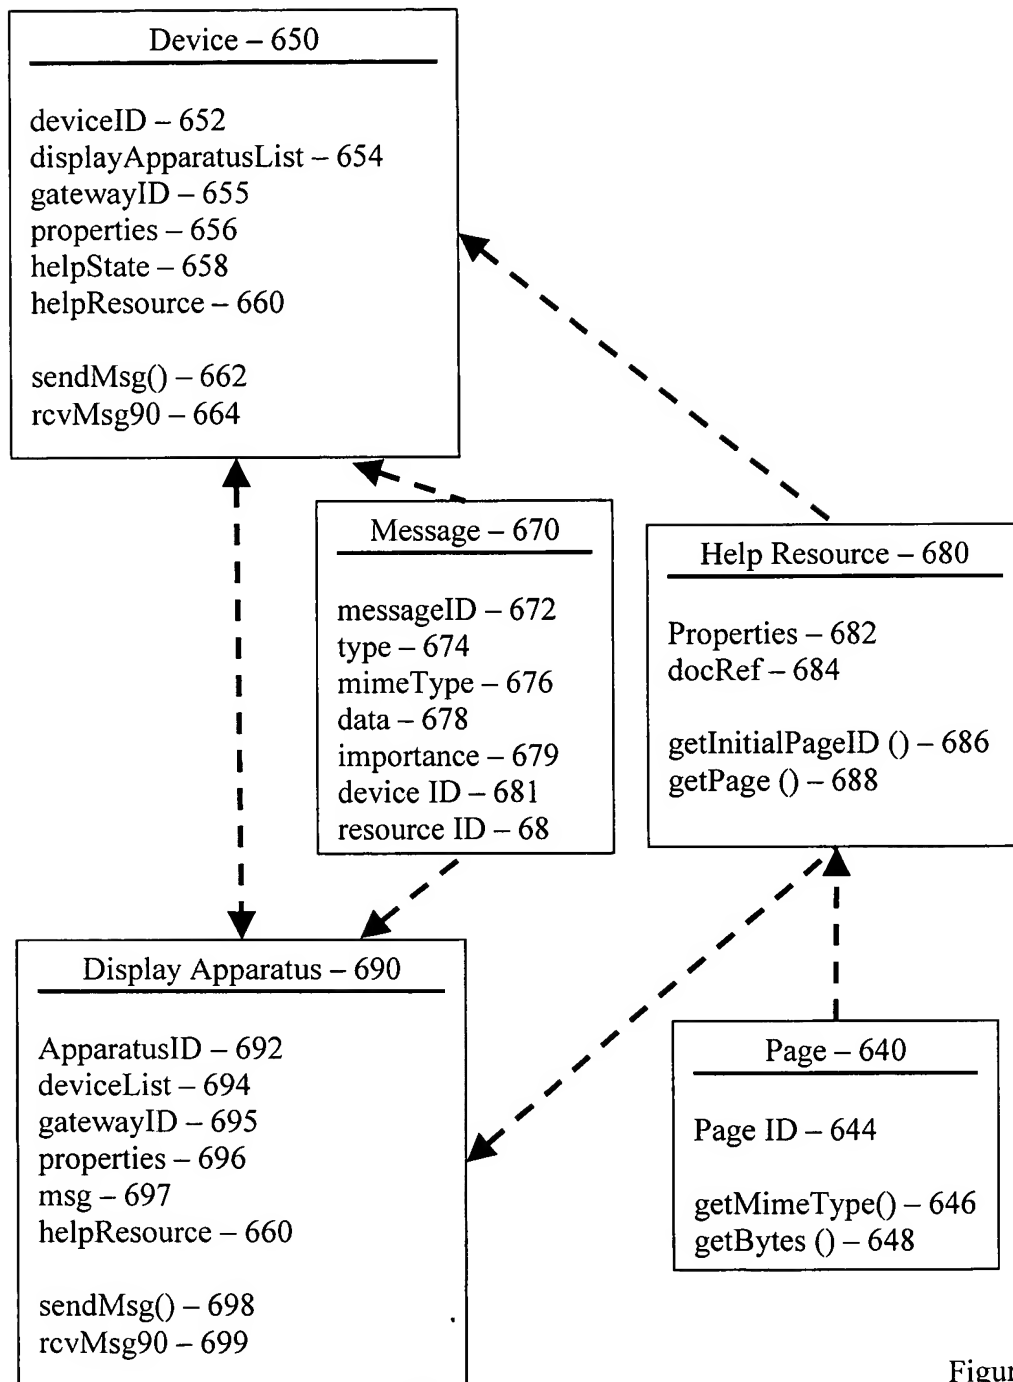 Device – 650
deviceID – 652
displayApparatusList – 654
gatewayID – 655
properties – 656
helpState – 658
helpResource – 660
sendMsg() – 662
rcvMsg90 – 664
Message – 670
messageID – 672
type – 674
mimeType – 676
data – 678
importance – 679
device ID – 681
resource ID – 68
Help Resource – 680
Properties – 682
docRef – 684
getInitialPageID () – 686
getPage () – 688
Display Apparatus – 690
ApparatusID – 692
deviceList – 694
gatewayID – 695
properties – 696
msg – 697
helpResource – 660
sendMsg() – 698
rcvMsg90 – 699
Page – 640
Page ID – 644
getMimeType() – 646
getBytes () – 648
Figur